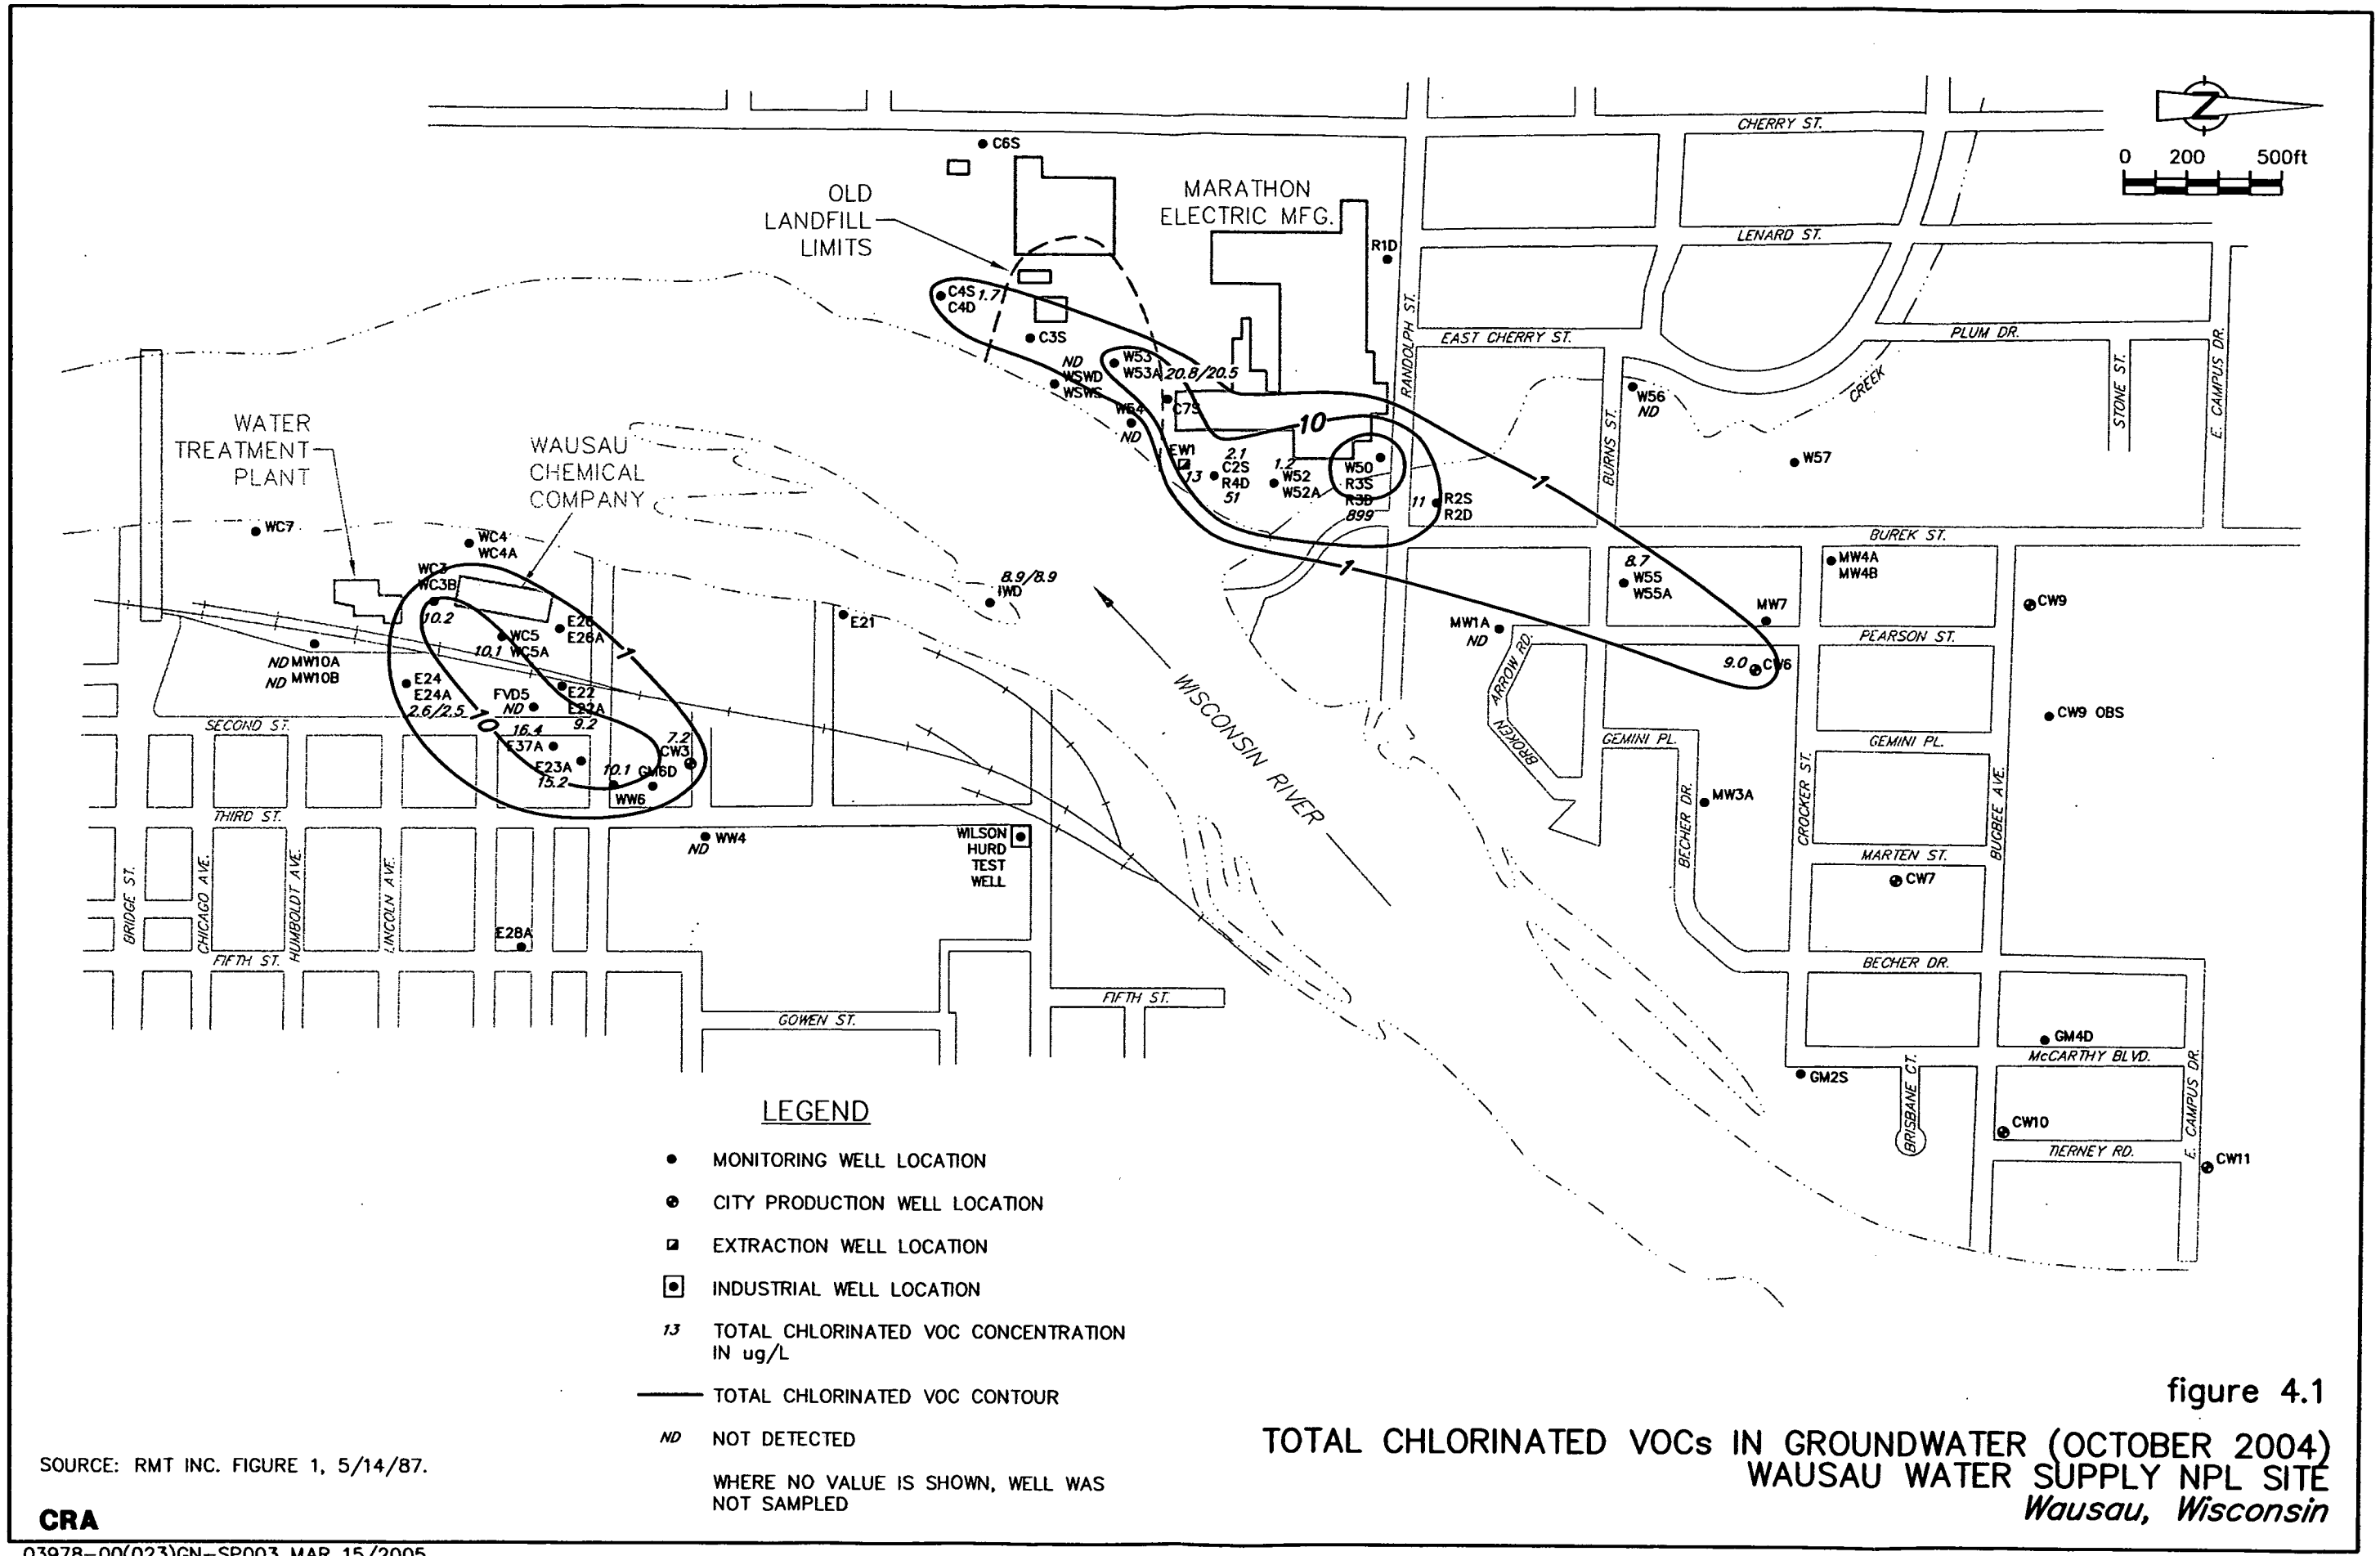 CHERRY ST.
Z
0 200 500ft
C6S
OLD
LANDFILL
LIMITS
MARATHON
ELECTRIC MFG.
R1D
LENARD ST.
RANDOLPH ST.
EAST CHERRY ST.
PLUM DR.
STONE ST.
E. CAMPUS DR.
CREEK
C4S 1.7
C4D
C3S
ND
WSWD
WSWS
W53
W53A 20.8/20.5
C7S
W54
ND
10
W56
ND
BURNS ST.
W57
WATER
TREATMENT
PLANT
WAUSAU
CHEMICAL
COMPANY
EW1
13
2.1
C2S
R4D
51
1.2
W52
W52A
W50
R3S
R3D
899
11
R2S
R2D
1
1
BUREK ST.
WC7
WC4
WC4A
WC3
WC3B
10.2
8.9/8.9
IWD
E21
8.7
W55
W55A
MW4A
MW4B
MW7
CW9
E26
E26A
WC5
WC5A
10.1
1
MW1A
ND
PEARSON ST.
9.0 CW6
ND MW10A
ND MW10B
E24
E24A
2.6/2.5
10
FVD5
ND
E22
E22A
9.2
16.4
E37A
E23A
15.2
7.2
CW3
10.1
GM6D
WW6
SECOND ST.
WISCONSIN RIVER
BROKEN ARROW RD.
GEMINI PL.
GEMINI PL.
CW9 OBS
BECHER DR.
MW3A
CROCKER ST.
BUGBEE AVE.
THIRD ST.
WW4
ND
WILSON
HURD
TEST
WELL
MARTEN ST.
CW7
BRIDGE ST.
CHICAGO AVE.
HUMBOLDT AVE.
LINCOLN AVE.
E28A
FIFTH ST.
BECHER DR.
FIFTH ST.
GOWEN ST.
GM4D
McCARTHY BLVD.
GM2S
BRISBANE CT.
E. CAMPUS DR.
CW10
TIERNEY RD.
CW11
LEGEND
MONITORING WELL LOCATION
CITY PRODUCTION WELL LOCATION
EXTRACTION WELL LOCATION
INDUSTRIAL WELL LOCATION
13 TOTAL CHLORINATED VOC CONCENTRATION
IN ug/L
TOTAL CHLORINATED VOC CONTOUR
ND NOT DETECTED
WHERE NO VALUE IS SHOWN, WELL WAS
NOT SAMPLED
figure 4.1
TOTAL CHLORINATED VOCs IN GROUNDWATER (OCTOBER 2004)
WAUSAU WATER SUPPLY NPL SITE
Wausau, Wisconsin
SOURCE: RMT INC. FIGURE 1, 5/14/87.
CRA
03978-00(023)GN-SP003 MAR 15/2005